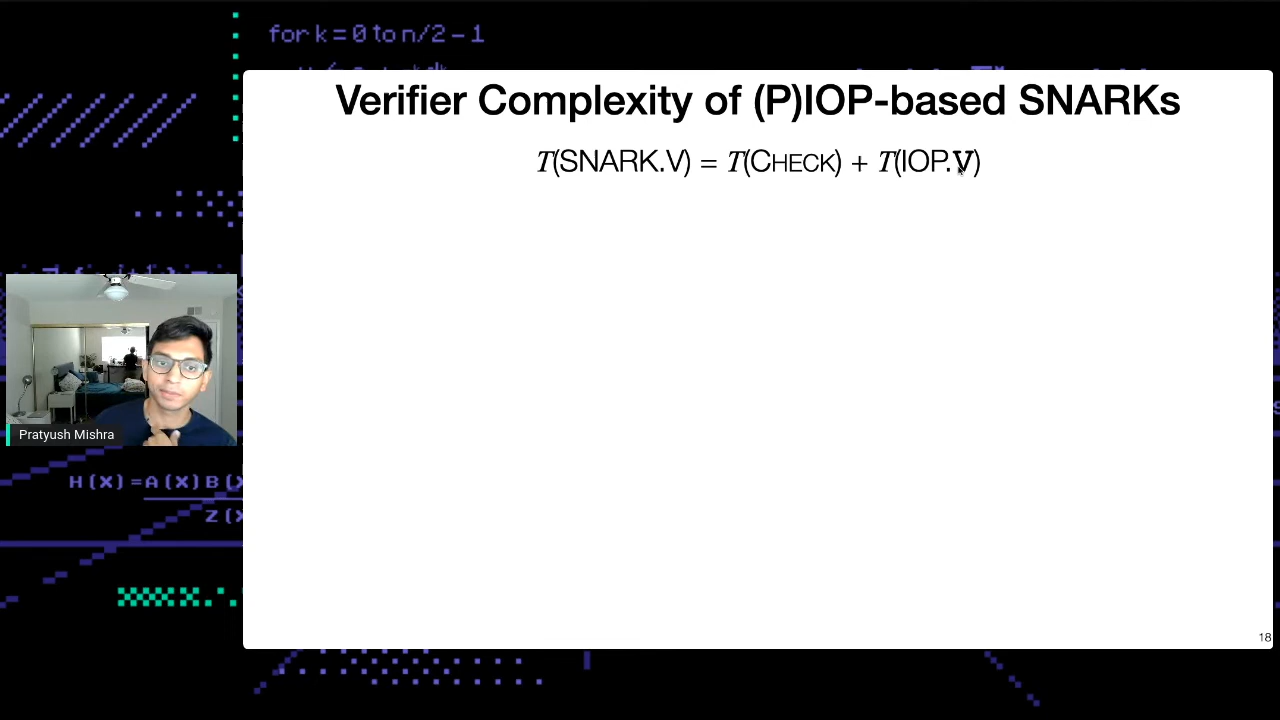 for k = 0 to n/2 - 1
Verifier Complexity of (P)IOP-based SNARKs
T(SNARK.V) = T(CHECK) + T(IOP.V)
Pratyush Mishra
H(X) = A(X) B(X
Z(X
18